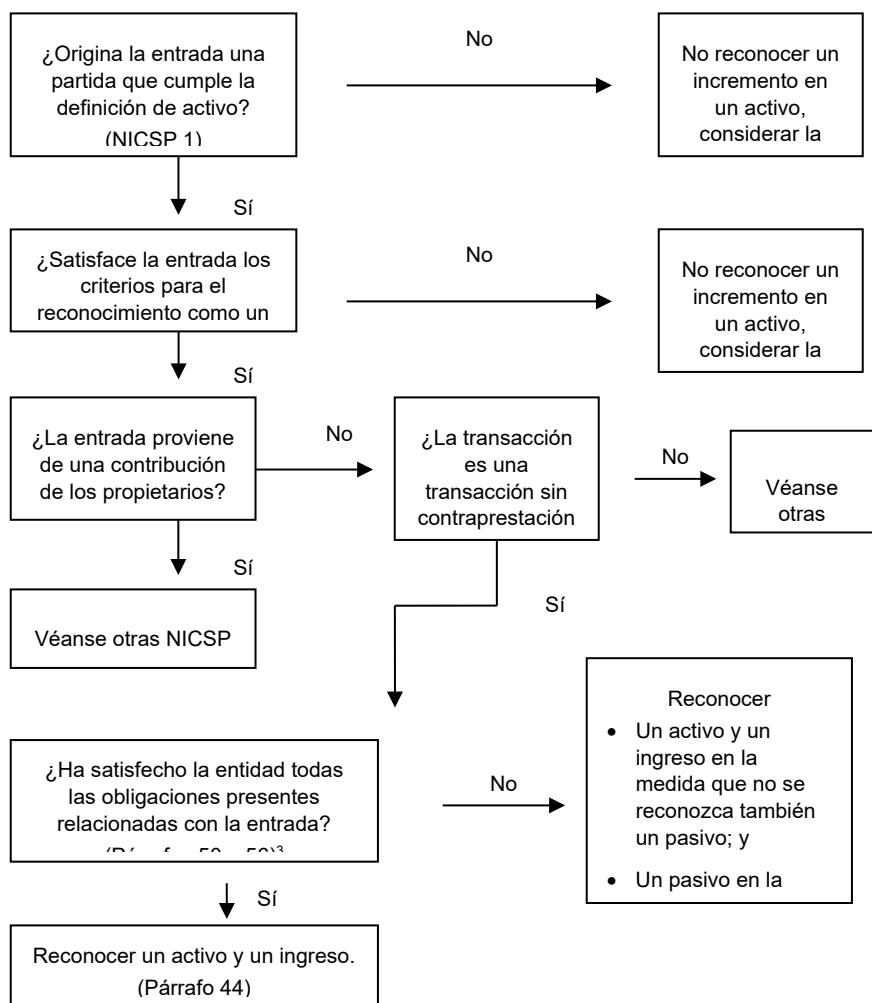 ¿Origina la entrada una
partida que cumple la
definición de activo?
(NICSP 1)
No
No reconocer un
incremento en
un activo,
considerar la
Sí
¿Satisface la entrada los
criterios para el
reconocimiento como un
No
No reconocer un
incremento en
un activo,
considerar la
Sí
¿La entrada proviene
de una contribución
de los propietarios?
No
¿La transacción
es una
transacción sin
contraprestación
No
Véanse
otras
Sí
Véanse otras NICSP
Sí
¿Ha satisfecho la entidad todas
las obligaciones presentes
relacionadas con la entrada?
No
Reconocer
• Un activo y un
ingreso en la
medida que no se
reconozca también
un pasivo; y
• Un pasivo en la
Sí
Reconocer un activo y un ingreso.
(Párrafo 44)